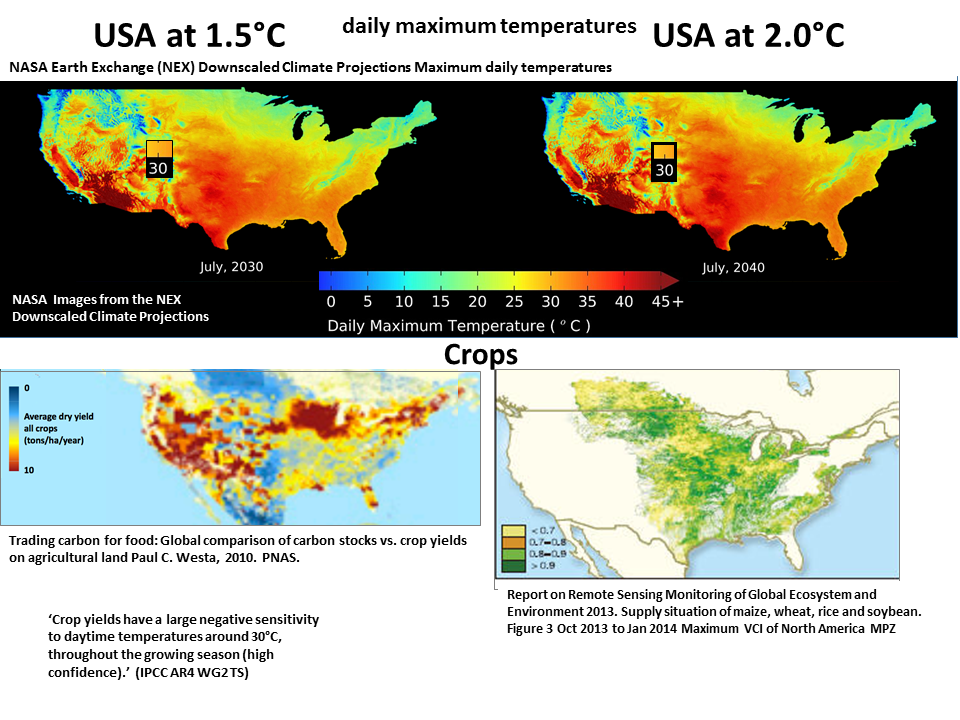 USA at 1.5°C
daily maximum temperatures
USA at 2.0°C
NASA Earth Exchange (NEX) Downscaled Climate Projections Maximum daily temperatures
30
30
July, 2030
July, 2040
0 5 10 15 20 25 30 35 40 45+
Daily Maximum Temperature ( °C )
NASA Images from the NEX
Downscaled Climate Projections
Crops
0
Average dry yield
all crops
(tons/ha/year)
10
< 0.7
0.7-0.8
0.8-0.9
> 0.9
Trading carbon for food: Global comparison of carbon stocks vs. crop yields
on agricultural land Paul C. Westa, 2010. PNAS.
Report on Remote Sensing Monitoring of Global Ecosystem and
Environment 2013. Supply situation of maize, wheat, rice and soybean.
Figure 3 Oct 2013 to Jan 2014 Maximum VCI of North America MPZ
‘Crop yields have a large negative sensitivity
to daytime temperatures around 30°C,
throughout the growing season (high
confidence).’ (IPCC AR4 WG2 TS)